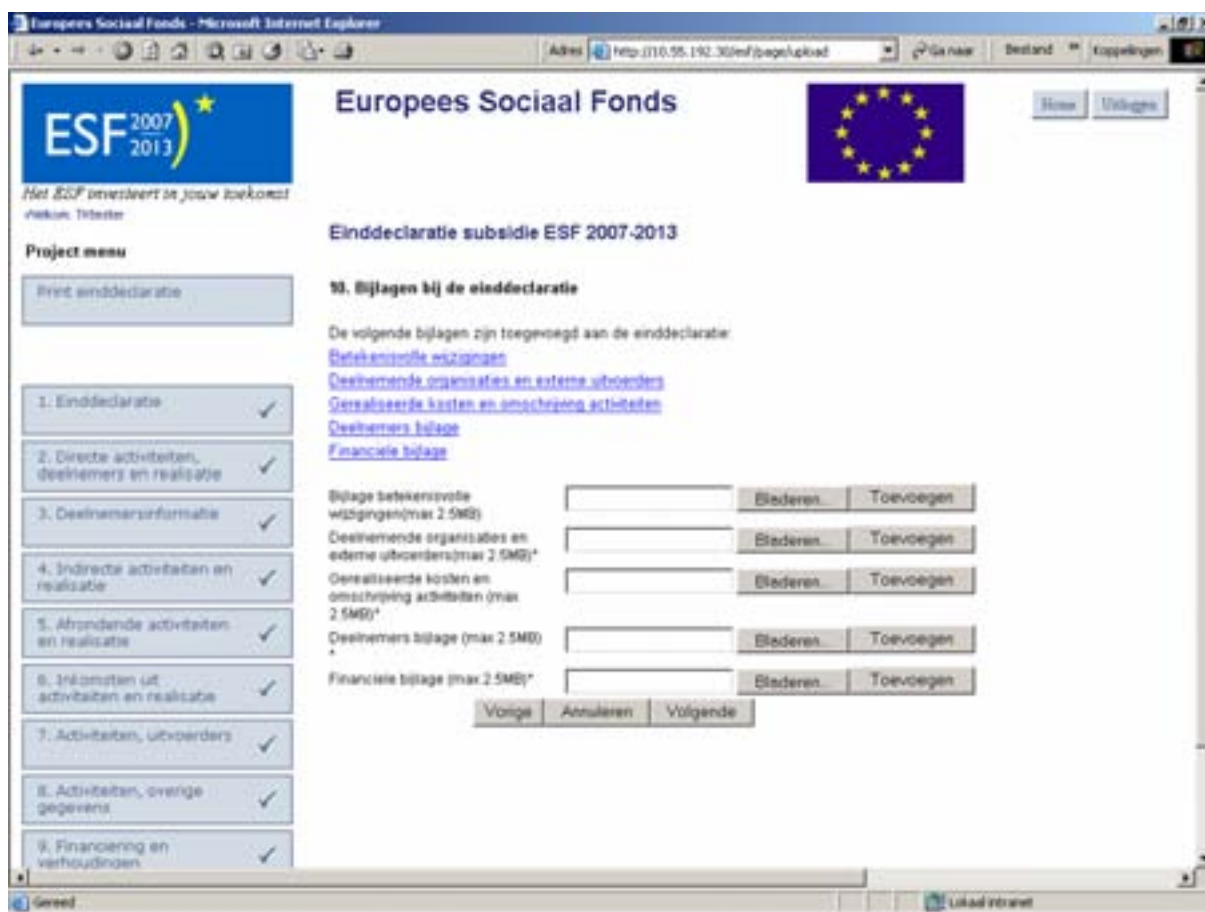 Europees Sociaal Fonds - Microsoft Internet Explorer
Adres http://10.55.192.30/esf/page/upload Ga naar Bestand Koppelingen
ESF 2007 2013
Het ESF investeert in jouw toekomst
Welkom,
Project menu
Print einddeclaratie
1. Einddeclaratie
2. Directe activiteiten,
deelnemers en realisatie
3. Deelnemersinformatie
4. Indirecte activiteiten en
realisatie
5. Afrondende activiteiten
en realisatie
6. Inkomsten uit
activiteiten en realisatie
7. Activiteiten, uitvoerders
8. Activiteiten, overige
gegevens
9. Financiering en
verhoudingen
Europees Sociaal Fonds
Home Uitloggen
Einddeclaratie subsidie ESF 2007-2013
10. Bijlagen bij de einddeclaratie
De volgende bijlagen zijn toegevoegd aan de einddeclaratie:
Betekenisvolle wijzigingen
Deelnemende organisaties en externe uitvoerders
Gerealiseerde kosten en omschrijving activiteiten
Deelnemers bijlage
Financiele bijlage
Bijlage betekenisvolle
wijzigingen(max 2.5MB)
Bladeren... Toevoegen
Deelnemende organisaties en
externe uitvoerders(max 2.5MB)*
Bladeren... Toevoegen
Gerealiseerde kosten en
omschrijving activiteiten (max
2.5MB)*
Bladeren... Toevoegen
Deelnemers bijlage (max 2.5MB)
*
Bladeren... Toevoegen
Financiele bijlage (max 2.5MB)*
Bladeren... Toevoegen
Vorige Annuleren Volgende
Gereed
Lokaal intranet